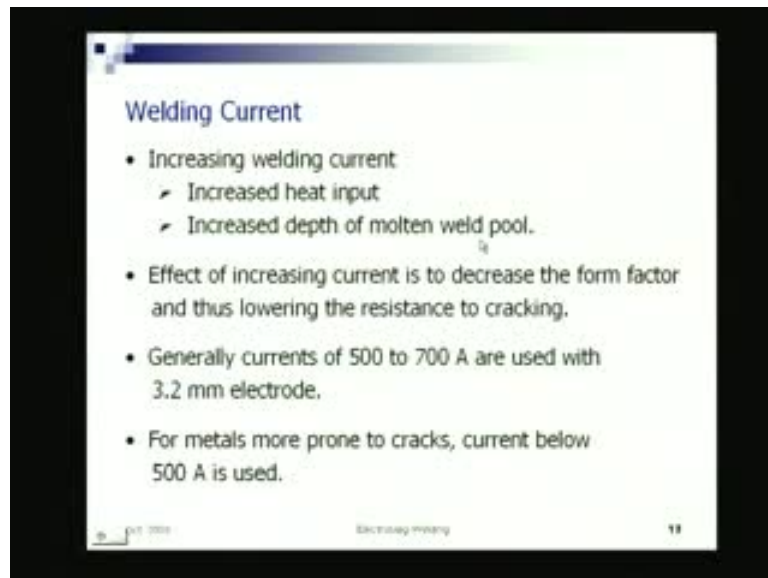 Welding Current
• Increasing welding current
➢ Increased heat input
➢ Increased depth of molten weld pool.
• Effect of increasing current is to decrease the form factor
and thus lowering the resistance to cracking.
• Generally currents of 500 to 700 A are used with
3.2 mm electrode.
• For metals more prone to cracks, current below
500 A is used.
Electroslag Welding